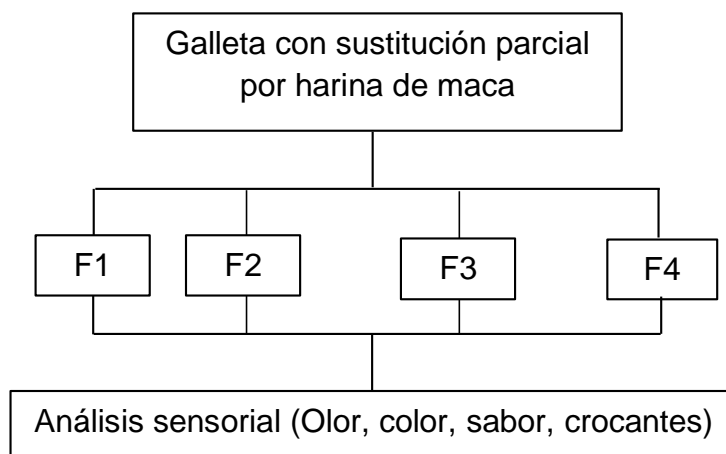 Galleta con sustitución parcial
por harina de maca
F1
F2
F3
F4
Análisis sensorial (Olor, color, sabor, crocantes)